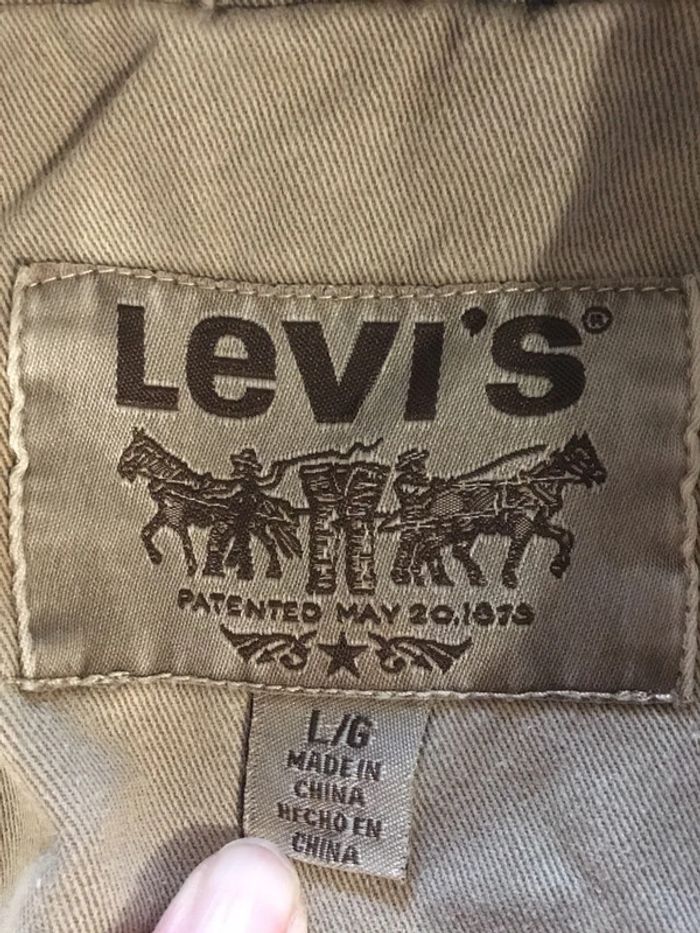 Levi's®
PATENTED MAY 20, 1873
L/G
MADE IN
CHINA
HECHO EN
CHINA